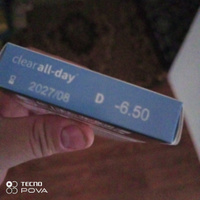 clearall-day
2027/08 D -6.50
TECNO
POVA